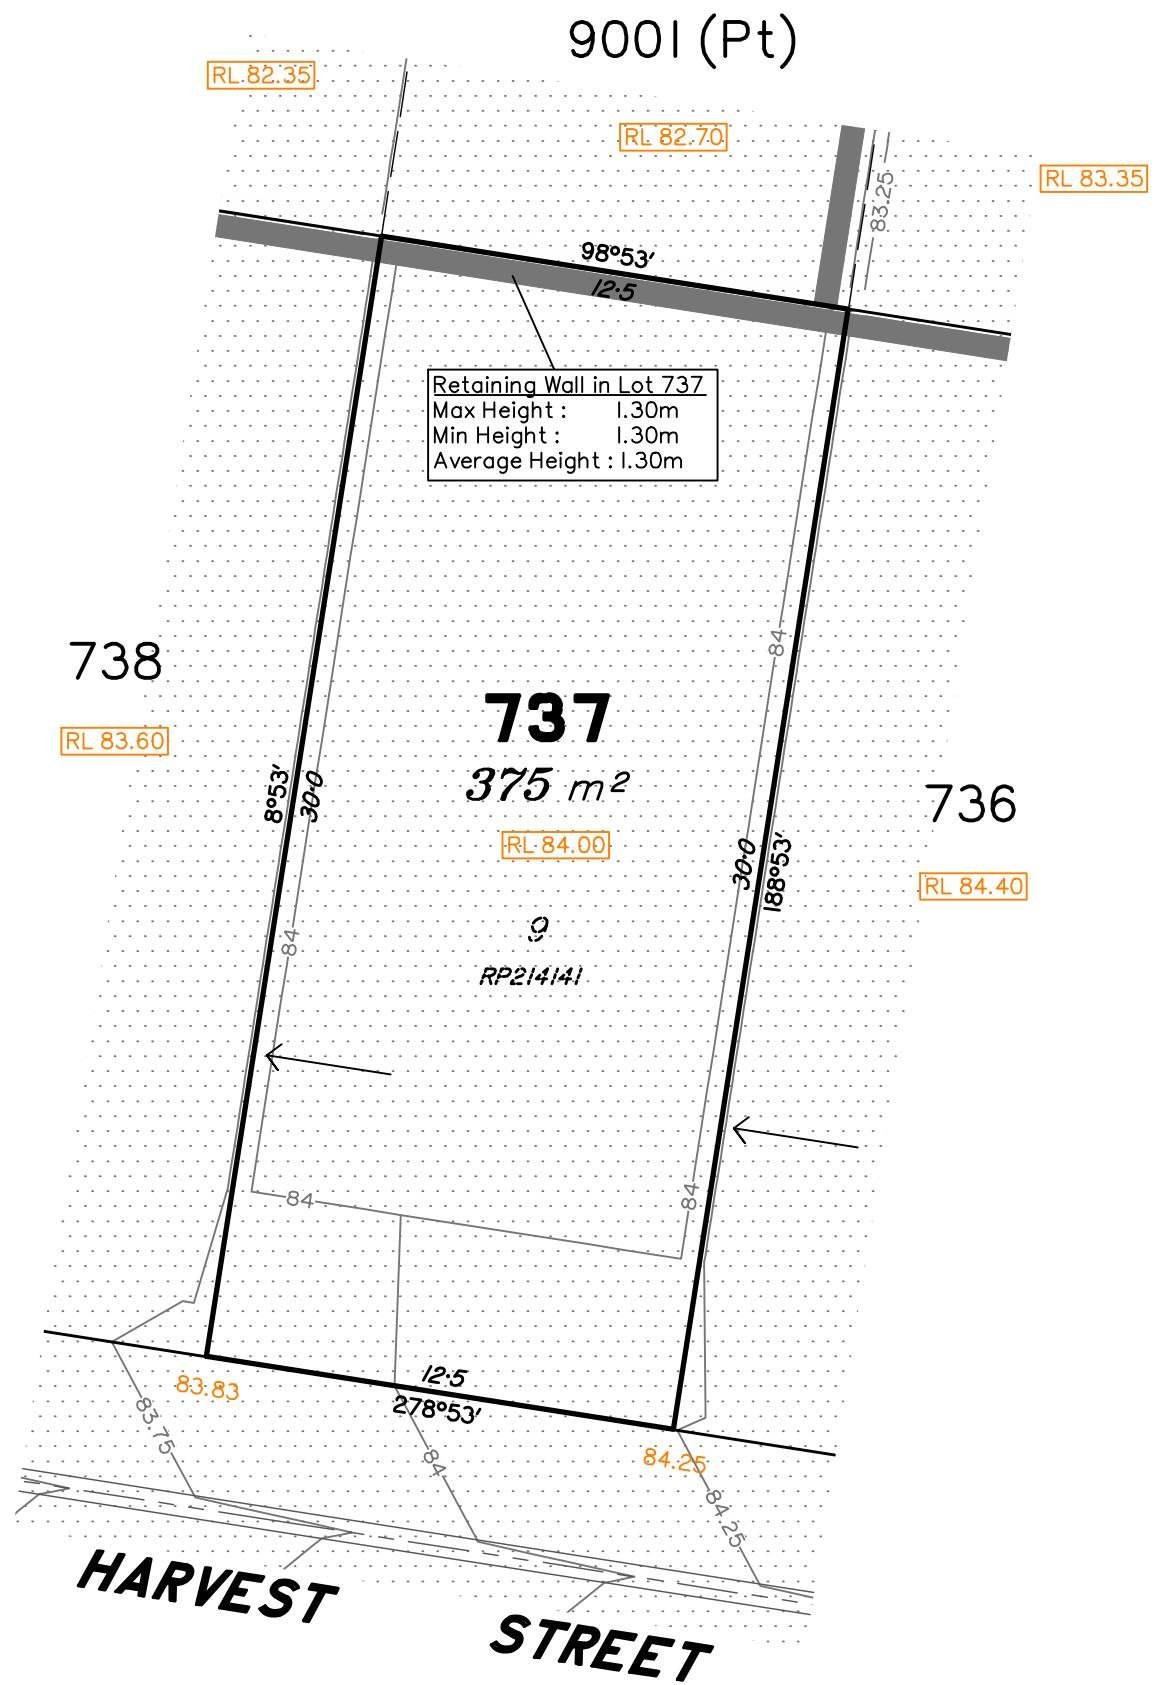 9001 (Pt)
RL 82.35
RL 82.70
RL 83.35
83.25
98°53'
12·5
Retaining Wall in Lot 737
Max Height : 1.30m
Min Height : 1.30m
Average Height : 1.30m
84
738
737
RL 83.60
375 m²
8°53'
30·0
736
RL 84.00
30·0
188°53'
RL 84.40
9
84
RP214141
84
84
12·5
83.83
278°53'
83.75
84
84.25
84.25
HARVEST
STREET